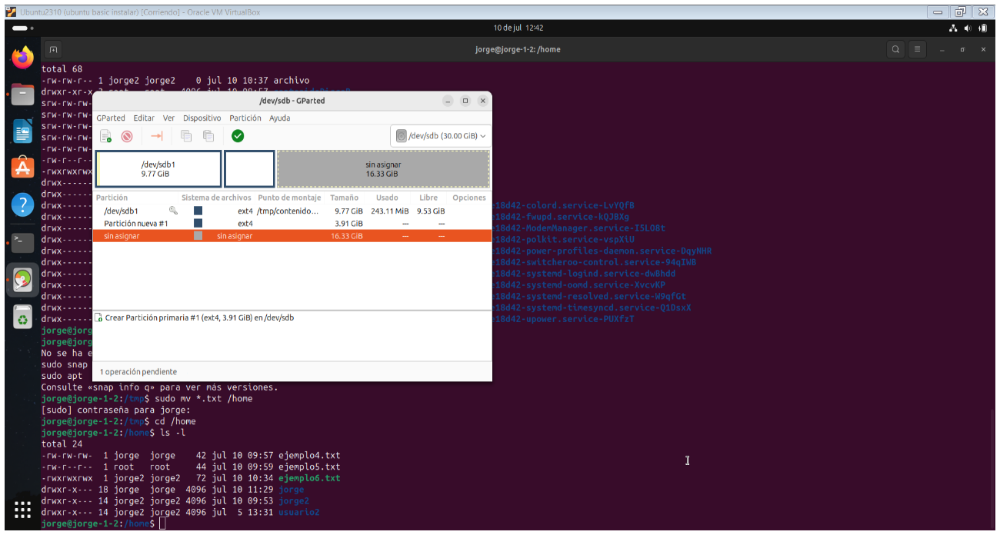 Ubuntu2310 (ubuntu basic instalar) [Corriendo] - Oracle VM VirtualBox
10 de jul 12:42
jorge@jorge-1-2: /home
total 68
-rw-rw-r-- 1 jorge2 jorge2 0 jul 10 10:37 archivo
drwxr-xr-x
srw-rw-rw-
srw-rw-rw-
srw-rw-rw-
srw-rw-rw-
-rw-rw-rw-
-rw-r--r--
-rwxrwxrwx
drwx-----
drwx-----
drwx----- e18d42-colord.service-LvYQfB
drwx----- e18d42-fwupd.service-kQJBXg
drwx----- e18d42-ModemManager.service-I5LO8t
drwx----- e18d42-polkit.service-vspXiU
drwx----- e18d42-power-profiles-daemon.service-DqyNHR
drwx----- e18d42-switcheroo-control.service-94qIWB
drwx----- e18d42-systemd-logind.service-dwBhdd
drwx----- e18d42-systemd-oomd.service-XvcvKP
drwx----- e18d42-systemd-resolved.service-W9qfGt
drwx----- e18d42-systemd-timesyncd.service-Q1DsxX
drwx----- e18d42-upower.service-PUXfzT
jorge@jorg
jorge@jorg
No se ha e
sudo snap
sudo apt
Consulte «snap info q» para ver más versiones.
jorge@jorge-1-2:/tmp$ sudo mv *.txt /home
[sudo] contraseña para jorge:
jorge@jorge-1-2:/tmp$ cd /home
jorge@jorge-1-2:/home$ ls -l
total 24
-rw-rw-rw- 1 jorge jorge 42 jul 10 09:57 ejemplo4.txt
-rw-r--r-- 1 root root 44 jul 10 09:59 ejemplo5.txt
-rwxrwxrwx 1 jorge2 jorge2 72 jul 10 10:34 ejemplo6.txt
drwxr-x--- 18 jorge jorge 4096 jul 10 11:29 jorge
drwxr-x--- 14 jorge2 jorge2 4096 jul 10 09:53 jorge2
drwxr-x--- 14 jorge2 jorge2 4096 jul 5 13:31 usuario2
jorge@jorge-1-2:/home$
/dev/sdb - GParted
GParted Editar Ver Dispositivo Partición Ayuda
/dev/sdb (30.00 GiB)
/dev/sdb1
9.77 GiB
sin asignar
16.33 GiB
Partición Sistema de archivos Punto de montaje Tamaño Usado Libre Opciones
/dev/sdb1 ext4 /tmp/contenido... 9.77 GiB 243.11 MiB 9.53 GiB
Partición nueva #1 ext4 3.91 GiB --- ---
sin asignar sin asignar 16.33 GiB --- ---
Crear Partición primaria #1 (ext4, 3.91 GiB) en /dev/sdb
1 operación pendiente